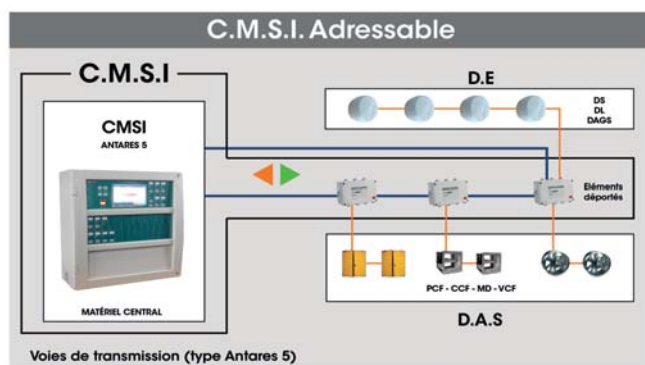 C.M.S.I. Adressable
C.M.S.I
D.E
CMSI
ANTARES 5
DS
DL
DAGS
Eléments
déportés
MATÉRIEL CENTRAL
PCF - CCF - MD - VCF
D.A.S
Voies de transmission (type Antares 5)